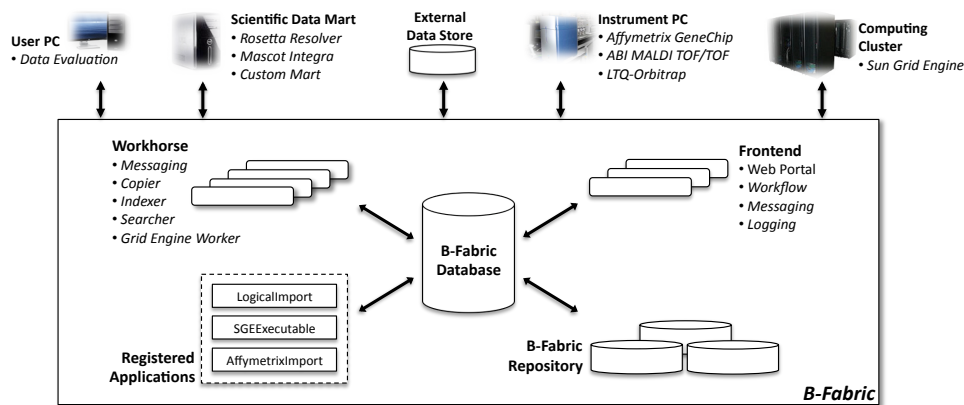 User PC
• Data Evaluation
Scientific Data Mart
• Rosetta Resolver
• Mascot Integra
• Custom Mart
External
Data Store
Instrument PC
• Affymetrix GeneChip
• ABI MALDI TOF/TOF
• LTQ-Orbitrap
Computing
Cluster
• Sun Grid Engine
Workhorse
• Messaging
• Copier
• Indexer
• Searcher
• Grid Engine Worker
Frontend
• Web Portal
• Workflow
• Messaging
• Logging
B-Fabric
Database
LogicalImport
SGEExecutable
AffymetrixImport
Registered
Applications
B-Fabric
Repository
B-Fabric